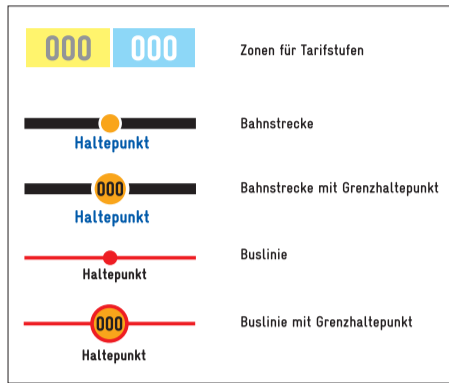 000 000 Zonen für Tarifstufen
Bahnstrecke
Haltepunkt
000 Bahnstrecke mit Grenzhaltepunkt
Haltepunkt
Buslinie
Haltepunkt
000 Buslinie mit Grenzhaltepunkt
Haltepunkt